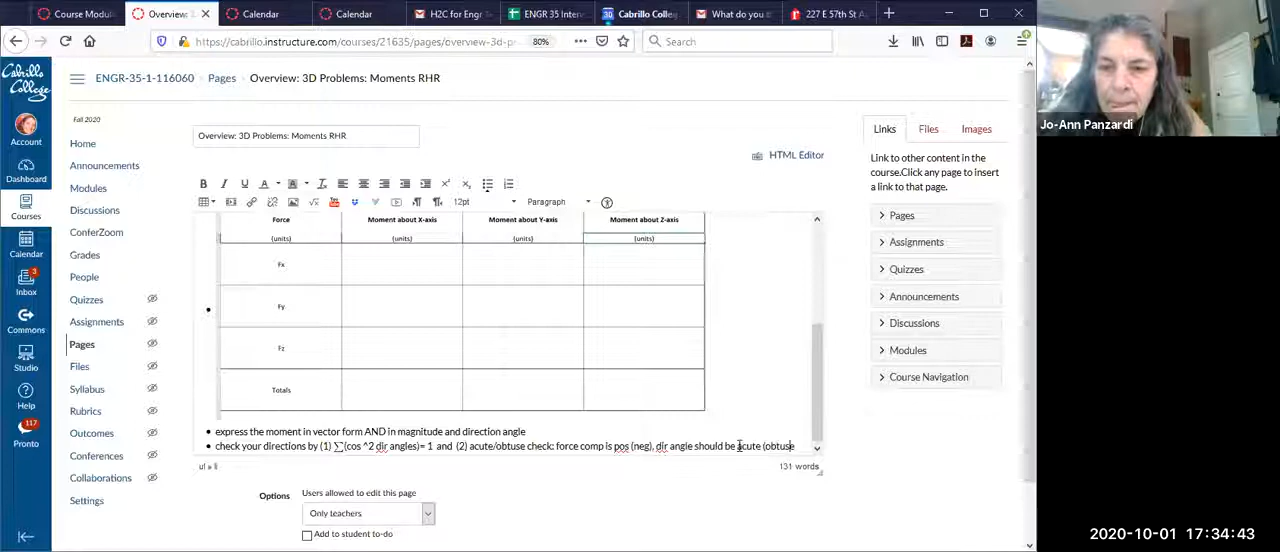 Course Modul
Overview: 3
Calendar
Calendar
H2C for Engr
ENGR 35 Inten
Cabrillo Colleg
What do you t
227 E 57th St A
https://cabrillo.instructure.com/courses/21635/pages/overview-3d-p
80%
Search
Cabrillo College
ENGR-35-1-116060
Pages
Overview: 3D Problems: Moments RHR
Jo-Ann Panzardi
Account
Dashboard
Courses
Calendar
3
Inbox
Commons
Studio
Help
117
Pronto
Fall 2020
Home
Announcements
Modules
Discussions
ConferZoom
Grades
People
Quizzes
Assignments
Pages
Files
Syllabus
Rubrics
Outcomes
Conferences
Collaborations
Settings
Overview: 3D Problems: Moments RHR
HTML Editor
12pt
Paragraph
Force
Moment about X-axis
Moment about Y-axis
Moment about Z-axis
(units)
(units)
(units)
(units)
Fx
Fy
Fz
Totals
express the moment in vector form AND in magnitude and direction angle
check your directions by (1) ∑(cos ^2 dir angles)= 1 and (2) acute/obtuse check: force comp is pos (neg), dir angle should be acute (obtuse
ul » li
131 words
Options
Users allowed to edit this page
Only teachers
Add to student to-do
Links
Files
Images
Link to other content in the
course.Click any page to insert
a link to that page.
Pages
Assignments
Quizzes
Announcements
Discussions
Modules
Course Navigation
2020-10-01 17:34:43